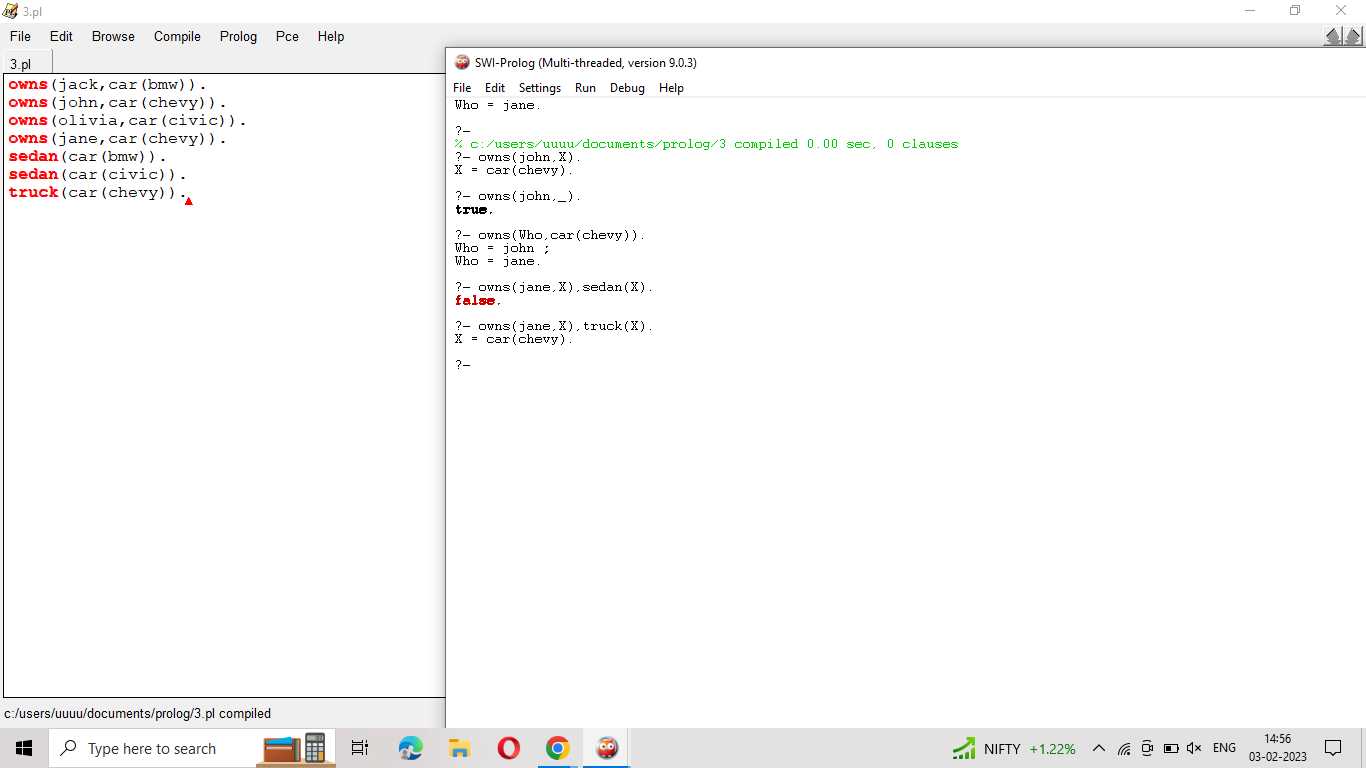 3.pl
File Edit Browse Compile Prolog Pce Help
3.pl
owns(jack,car(bmw)).
owns(john,car(chevy)).
owns(olivia,car(civic)).
owns(jane,car(chevy)).
sedan(car(bmw)).
sedan(car(civic)).
truck(car(chevy)).
c:/users/uuuu/documents/prolog/3.pl compiled
SWI-Prolog (Multi-threaded, version 9.0.3)
File Edit Settings Run Debug Help
Who = jane.
?-
% c:/users/uuuu/documents/prolog/3 compiled 0.00 sec, 0 clauses
?- owns(john,X).
X = car(chevy).
?- owns(john,_).
true.
?- owns(Who,car(chevy)).
Who = john ;
Who = jane.
?- owns(jane,X),sedan(X).
false.
?- owns(jane,X),truck(X).
X = car(chevy).
?-
Type here to search
NIFTY +1.22%
ENG
14:56
03-02-2023